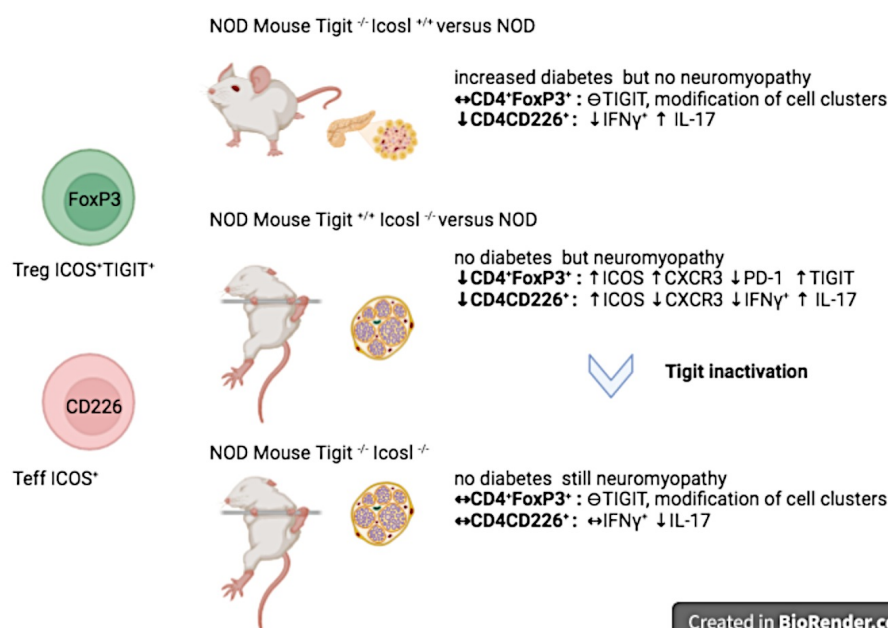 NOD Mouse Tigit ⁻/⁻ Icosl ⁺/⁺ versus NOD
increased diabetes but no neuromyopathy
↔CD4⁺FoxP3⁺ : ⊖TIGIT, modification of cell clusters
↓CD4CD226⁺ : ↓IFNγ⁺ ↑ IL-17
FoxP3
Treg ICOS⁺TIGIT⁺
NOD Mouse Tigit ⁺/⁺ Icosl ⁻/⁻ versus NOD
no diabetes but neuromyopathy
↓CD4⁺FoxP3⁺ : ↑ICOS ↑CXCR3 ↓PD-1 ↑TIGIT
↓CD4CD226⁺ : ↑ICOS ↓CXCR3 ↓IFNγ⁺ ↑ IL-17
Tigit inactivation
CD226
Teff ICOS⁺
NOD Mouse Tigit ⁻/⁻ Icosl ⁻/⁻
no diabetes still neuromyopathy
↔CD4⁺FoxP3⁺ : ⊖TIGIT, modification of cell clusters
↔CD4CD226⁺ : ↔IFNγ⁺ ↓IL-17
Created in BioRender.c